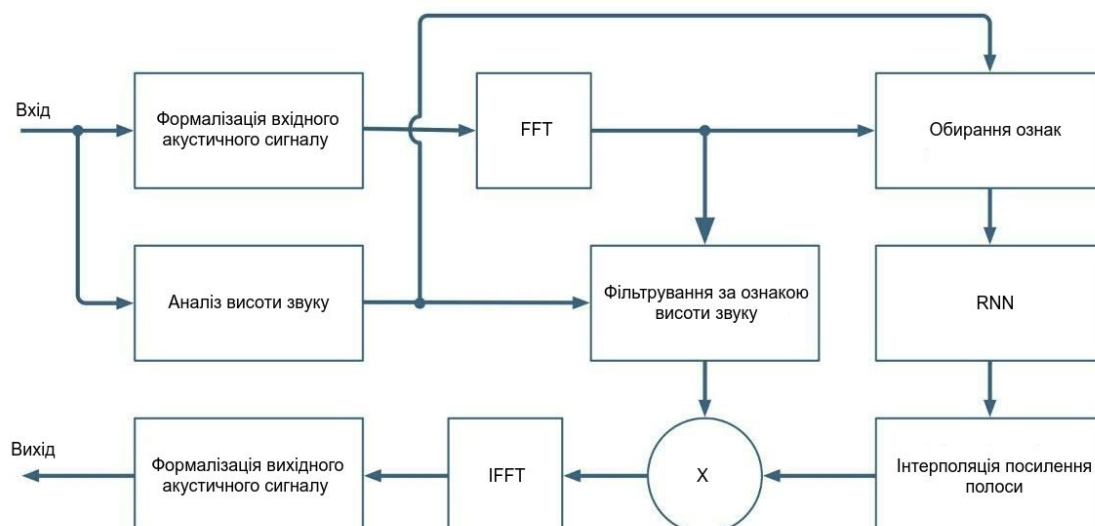 Вхід
Формалізація вхідного
акустичного сигналу
FFT
Обирання ознак
Аналіз висоти звуку
Фільтрування за ознакою
висоти звуку
RNN
Вихід
Формалізація вихідного
акустичного сигналу
IFFT
X
Інтерполяція посилення
полоси